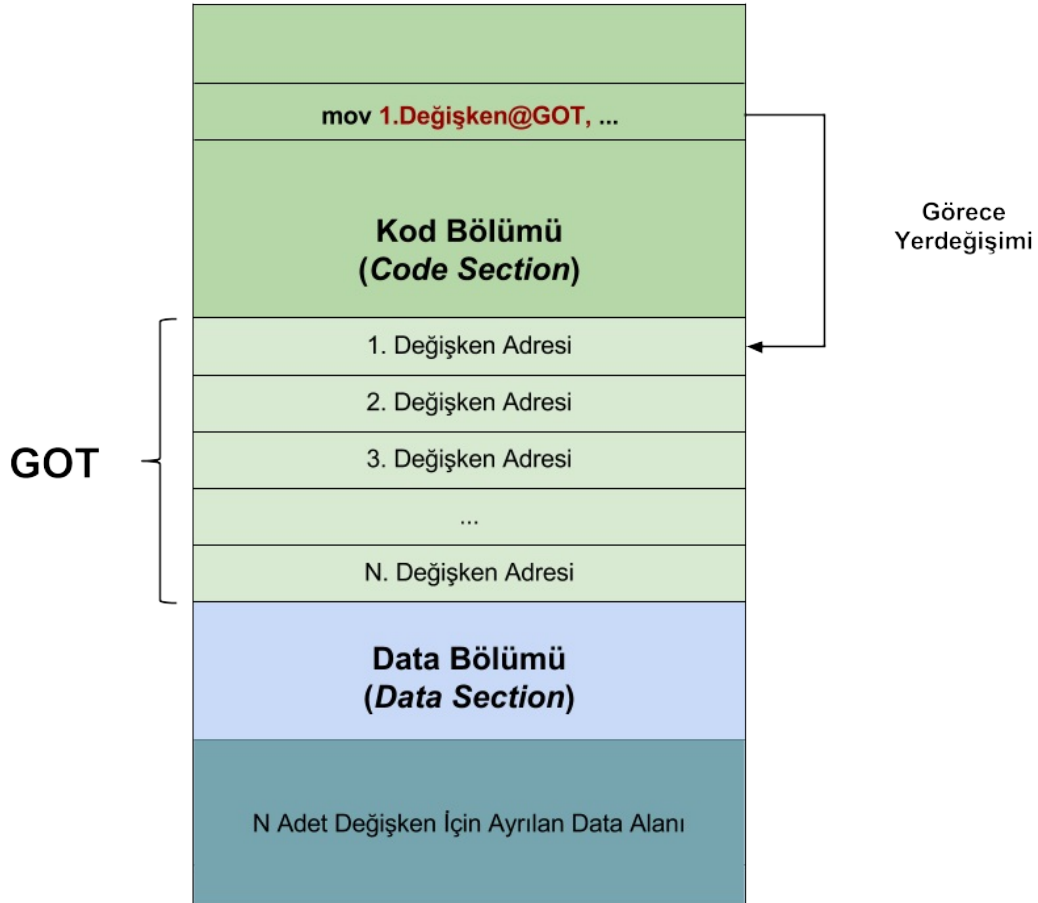 mov 1.Değişken@GOT, ...
Görece
Yerdeğişimi
Kod Bölümü
(Code Section)
1. Değişken Adresi
2. Değişken Adresi
3. Değişken Adresi
GOT
...
N. Değişken Adresi
Data Bölümü
(Data Section)
N Adet Değişken İçin Ayrılan Data Alanı